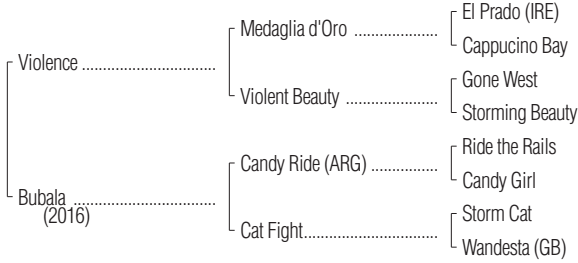 El Prado (IRE)
Medaglia d'Oro ....................
Cappucino Bay
Violence ................................
Gone West
Violent Beauty ......................
Storming Beauty
Ride the Rails
Candy Ride (ARG) ................
Candy Girl
Bubala ..................................
(2016)
Storm Cat
Cat Fight................................
Wandesta (GB)